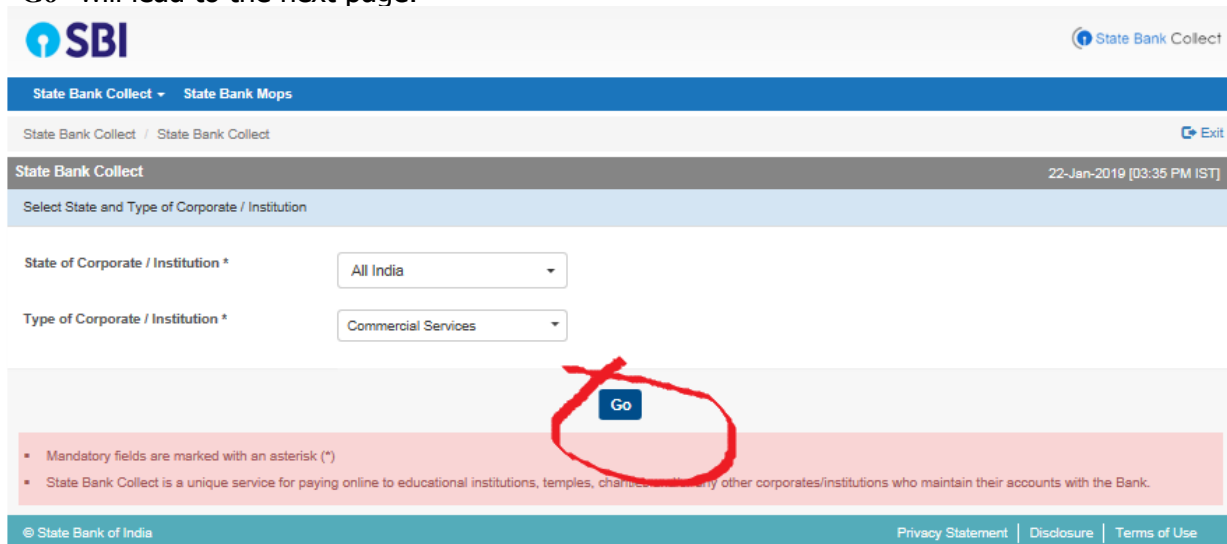 Go" will lead to the next page.
SBI
State Bank Collect
State Bank Collect State Bank Mops
State Bank Collect / State Bank Collect
Exit
State Bank Collect
22-Jan-2019 [03:35 PM IST]
Select State and Type of Corporate / Institution
State of Corporate / Institution *
All India
Type of Corporate / Institution *
Commercial Services
Go
Mandatory fields are marked with an asterisk (*)
State Bank Collect is a unique service for paying online to educational institutions, temples, other corporates/institutions who maintain their accounts with the Bank.
© State Bank of India
Privacy Statement | Disclosure | Terms of Use